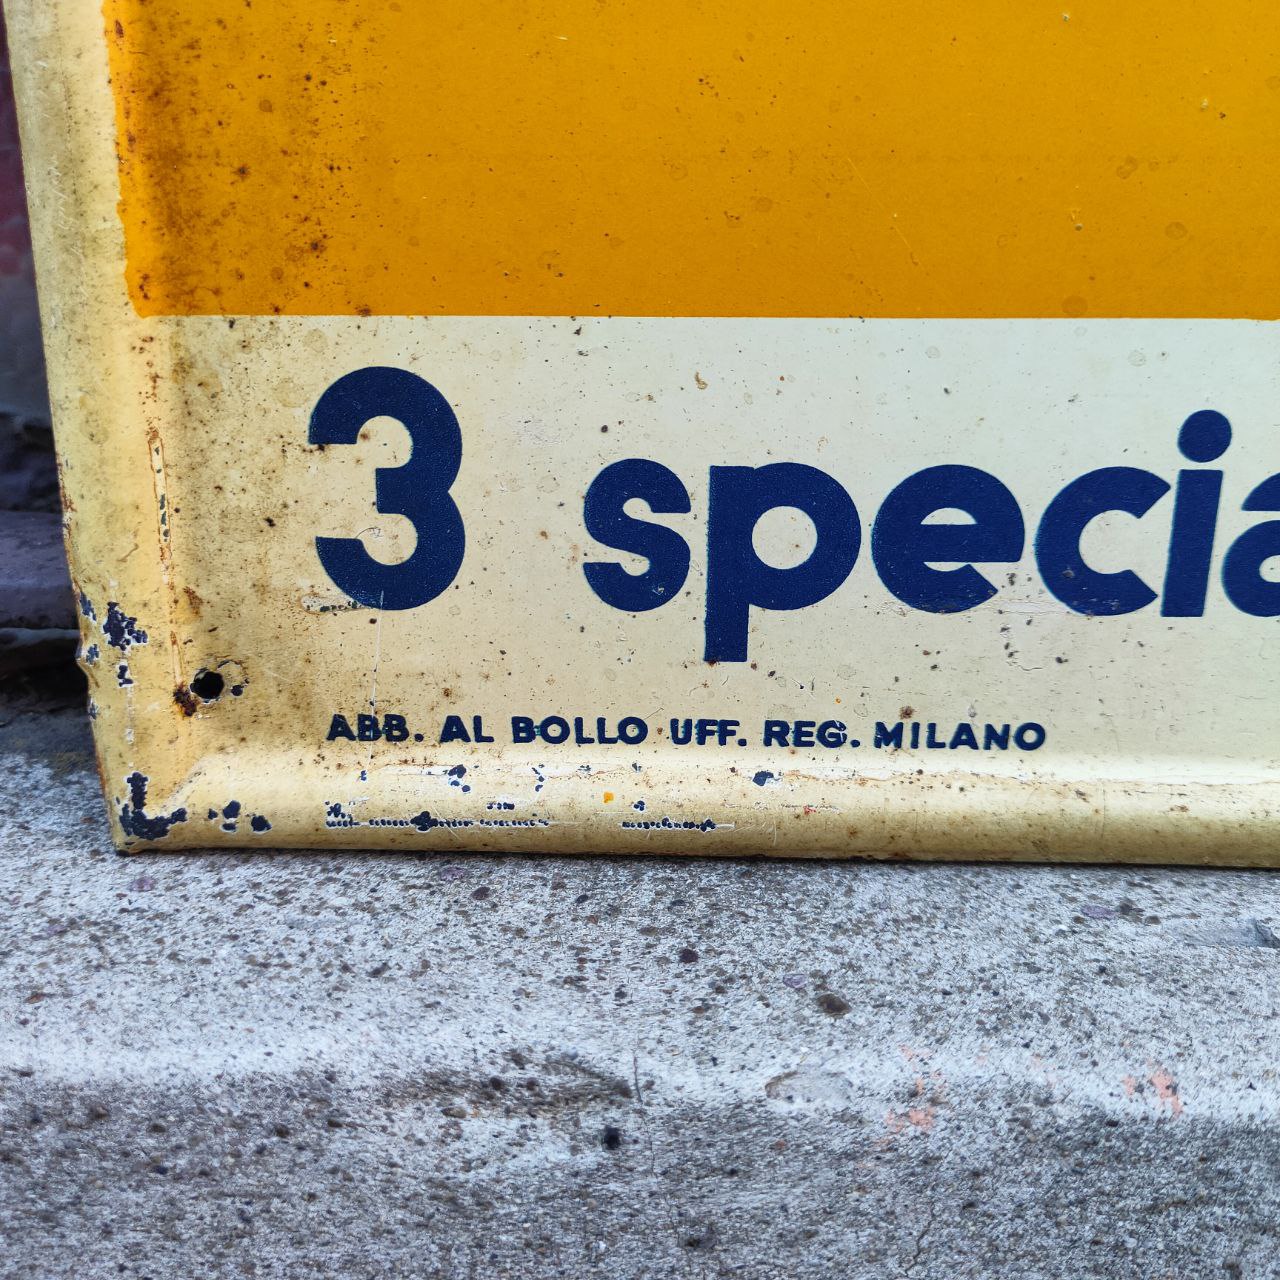 3 specia
ABB. AL BOLLO UFF. REG. MILANO